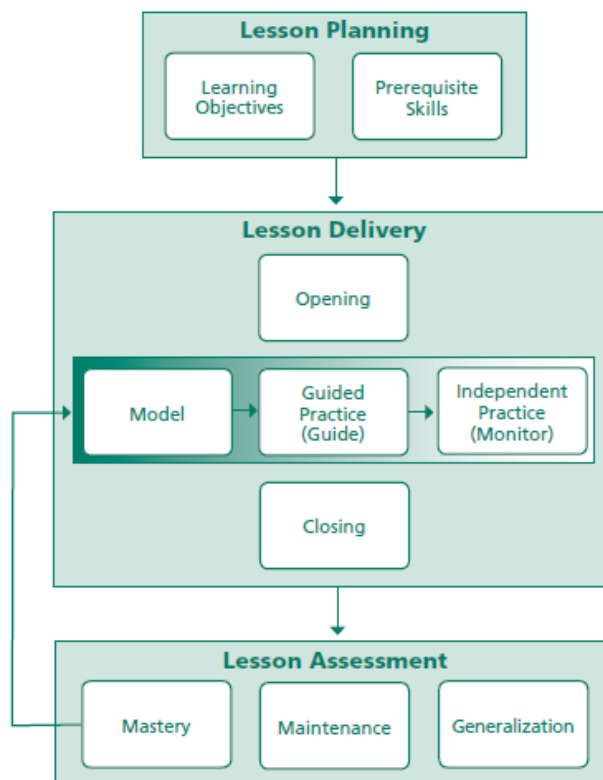 Lesson Planning
Learning
Objectives
Prerequisite
Skills
Lesson Delivery
Opening
Model
Guided
Practice
(Guide)
Independent
Practice
(Monitor)
Closing
Lesson Assessment
Mastery
Maintenance
Generalization